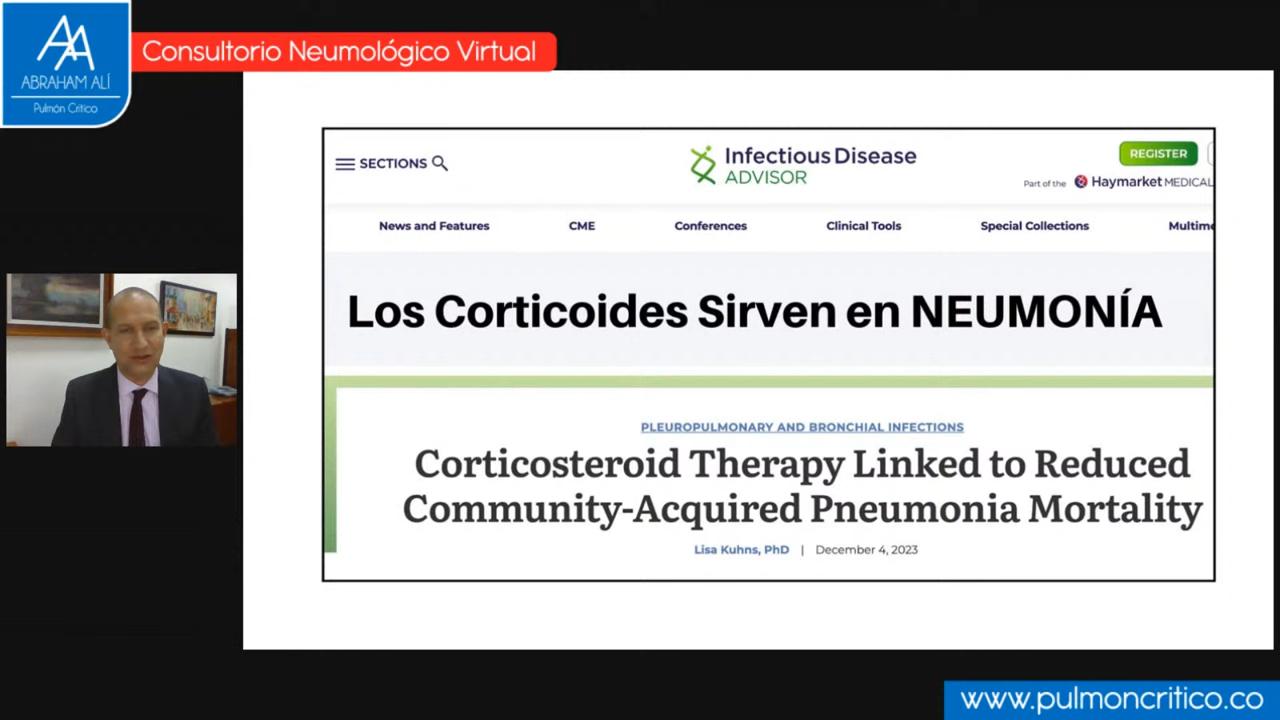 AA
ABRAHAM ALÍ
Pulmón Crítico
Consultorio Neumológico Virtual
SECTIONS
Infectious Disease
ADVISOR
REGISTER
Part of the Haymarket MEDICAL
News and Features
CME
Conferences
Clinical Tools
Special Collections
Multime
Los Corticoides Sirven en NEUMONÍA
PLEUROPULMONARY AND BRONCHIAL INFECTIONS
Corticosteroid Therapy Linked to Reduced
Community-Acquired Pneumonia Mortality
Lisa Kuhns, PhD | December 4, 2023
www.pulmoncritico.co